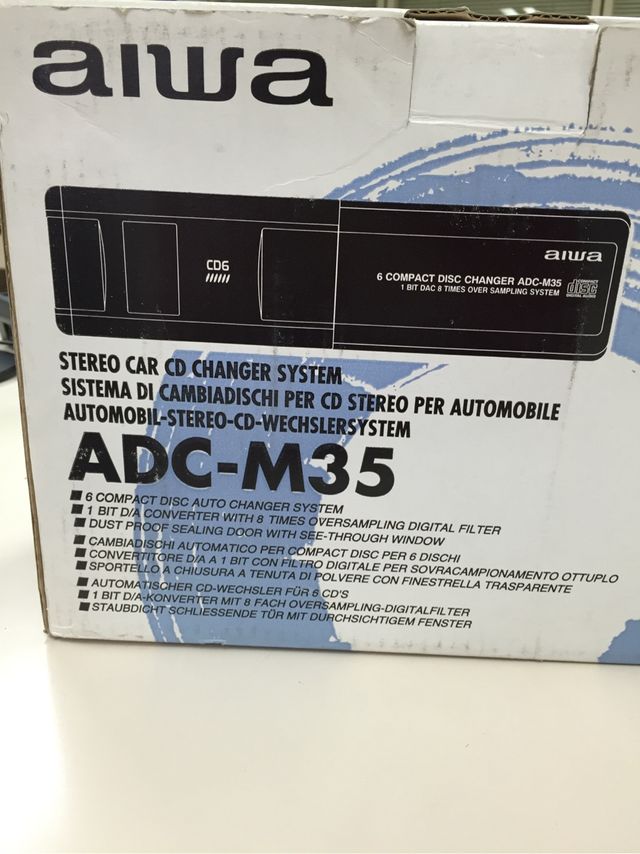 aiwa
CD6
aiwa
6 COMPACT DISC CHANGER ADC-M35
1 BIT DAC 8 TIMES OVER SAMPLING SYSTEM
COMPACT
disc
DIGITAL AUDIO
STEREO CAR CD CHANGER SYSTEM
SISTEMA DI CAMBIADISCHI PER CD STEREO PER AUTOMOBILE
AUTOMOBIL-STEREO-CD-WECHSLERSYSTEM
ADC-M35
■ 6 COMPACT DISC AUTO CHANGER SYSTEM
■ 1 BIT D/A CONVERTER WITH 8 TIMES OVERSAMPLING DIGITAL FILTER
■ DUST PROOF SEALING DOOR WITH SEE-THROUGH WINDOW
■ CAMBIADISCHI AUTOMATICO PER COMPACT DISC PER 6 DISCHI
■ CONVERTITORE D/A A 1 BIT CON FILTRO DIGITALE PER SOVRACAMPIONAMENTO OTTUPLO
■ SPORTELLO A CHIUSURA A TENUTA DI POLVERE CON FINESTRELLA TRASPARENTE
■ AUTOMATISCHER CD-WECHSLER FÜR 6 CD'S
■ 1 BIT D/A-KONVERTER MIT 8 FACH OVERSAMPLING-DIGITALFILTER
■ STAUBDICHT SCHLIESSENDE TÜR MIT DURCHSICHTIGEM FENSTER